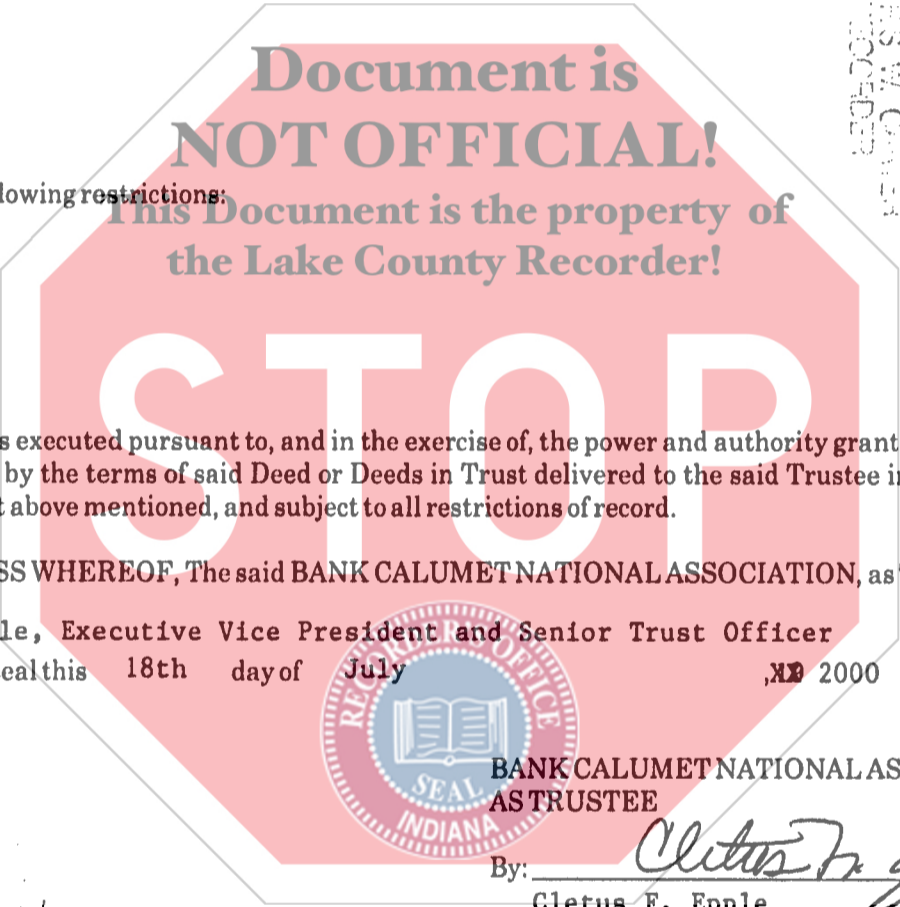 Document is
NOT OFFICIAL!
lowing restrictions:
This Document is the property of
the Lake County Recorder!
STOP
s executed pursuant to, and in the exercise of, the power and authority grant
by the terms of said Deed or Deeds in Trust delivered to the said Trustee i
t above mentioned, and subject to all restrictions of record.
SS WHEREOF, The said BANK CALUMET NATIONAL ASSOCIATION, as
le, Executive Vice President and Senior Trust Officer
eal this 18th day of July , 2000
RECORDER'S OFFICE
SEAL
INDIANA
BANK CALUMET NATIONAL AS
AS TRUSTEE
By: Cletus
Cletus F. Epple